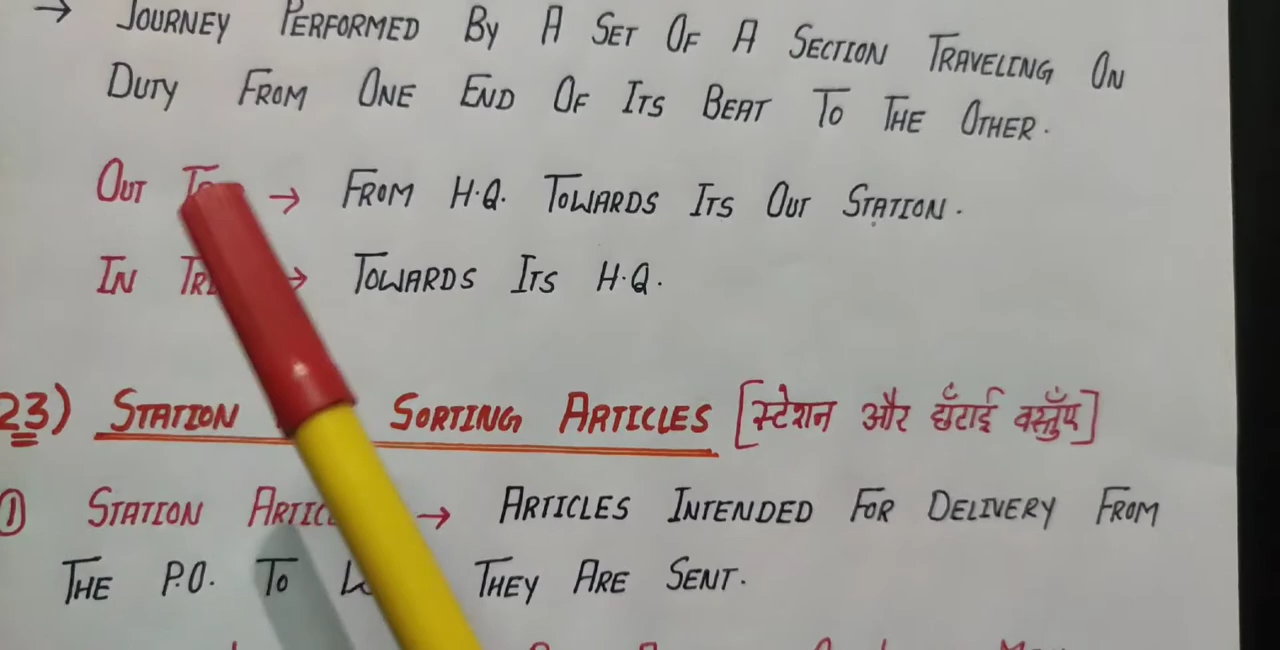 → JOURNEY PERFORMED BY A SET OF A SECTION TRAVELING ON
DUTY FROM ONE END OF ITS BEAT TO THE OTHER.
OUT → FROM H.Q. TOWARDS ITS OUT STATION.
IN → TOWARDS ITS H.Q.
23) STATION SORTING ARTICLES [स्टेशन और छँटाई वस्तुएँ]
① STATION → ARTICLES INTENDED FOR DELIVERY FROM
THE P.O. TO THEY ARE SENT.